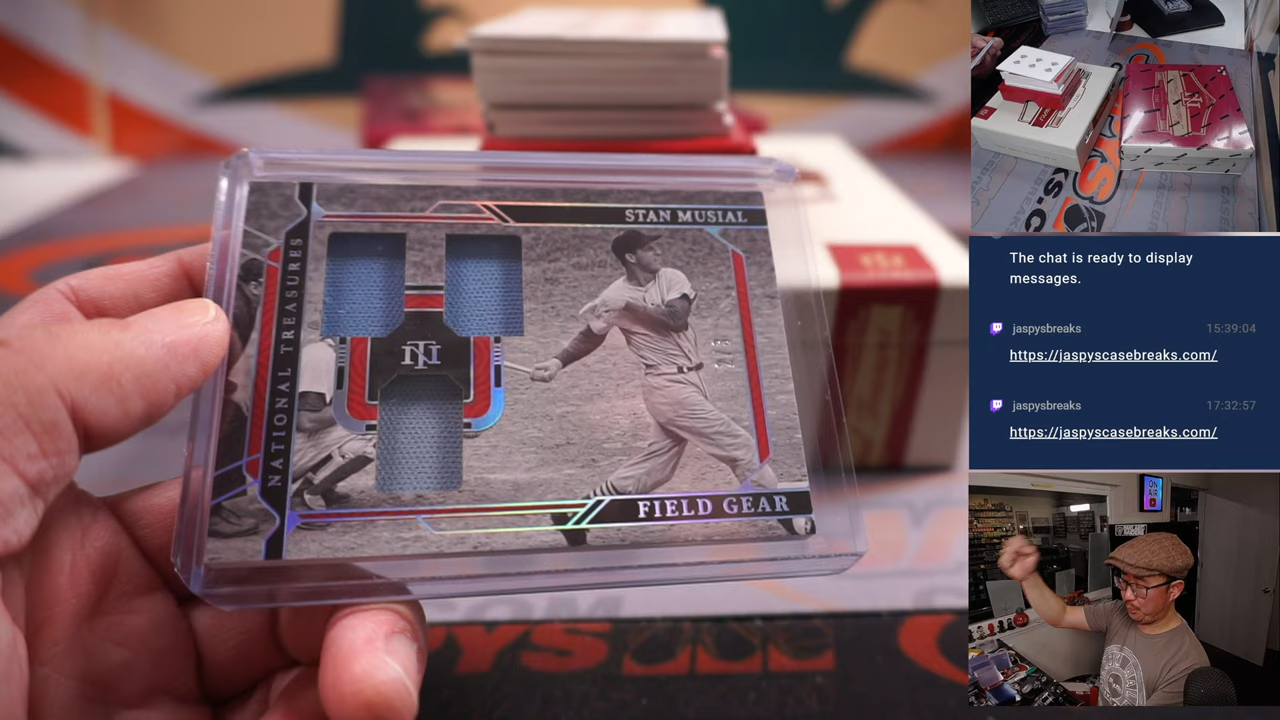 STAN MUSIAL
NATIONAL TREASURES
NT
FIELD GEAR
The chat is ready to display
messages.
jaspysbreaks 15:39:04
https://jaspyscasebreaks.com/
jaspysbreaks 17:32:57
https://jaspyscasebreaks.com/
ON
AIR